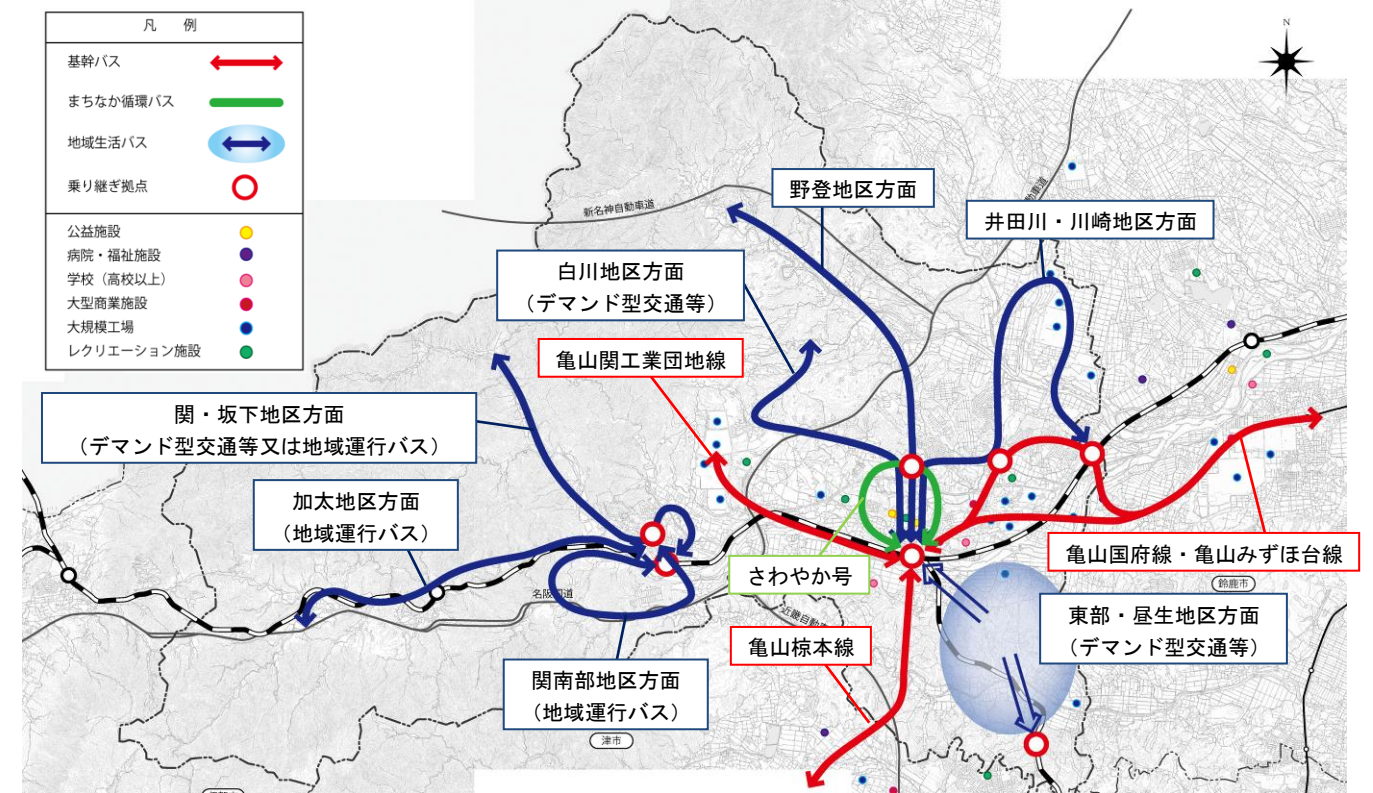 凡 例
基幹バス
まちなか循環バス
地域生活バス
乗り継ぎ拠点
公益施設
病院・福祉施設
学校（高校以上）
大型商業施設
大規模工場
レクリエーション施設
N
新名神自動車道
動車道
野登地区方面
井田川・川崎地区方面
白川地区方面
（デマンド型交通等）
亀山関工業団地線
関・坂下地区方面
（デマンド型交通等又は地域運行バス）
加太地区方面
（地域運行バス）
さわやか号
亀山国府線・亀山みずほ台線
鈴鹿市
名阪国道
近畿自動車
東部・昼生地区方面
（デマンド型交通等）
亀山椋本線
関南部地区方面
（地域運行バス）
津市